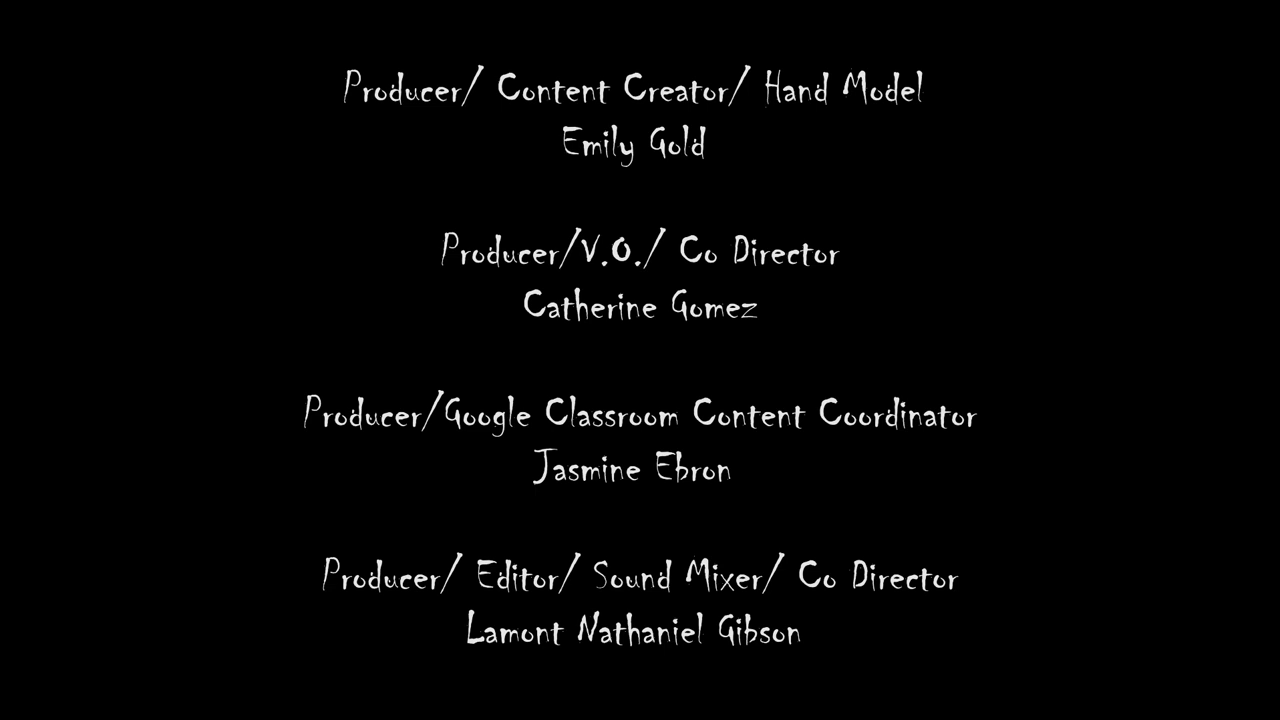 Producer/ Content Creator/ Hand Model
Emily Gold
Producer/V.O./ Co Director
Catherine Gomez
Producer/Google Classroom Content Coordinator
Jasmine Ebron
Producer/ Editor/ Sound Mixer/ Co Director
Lamont Nathaniel Gibson